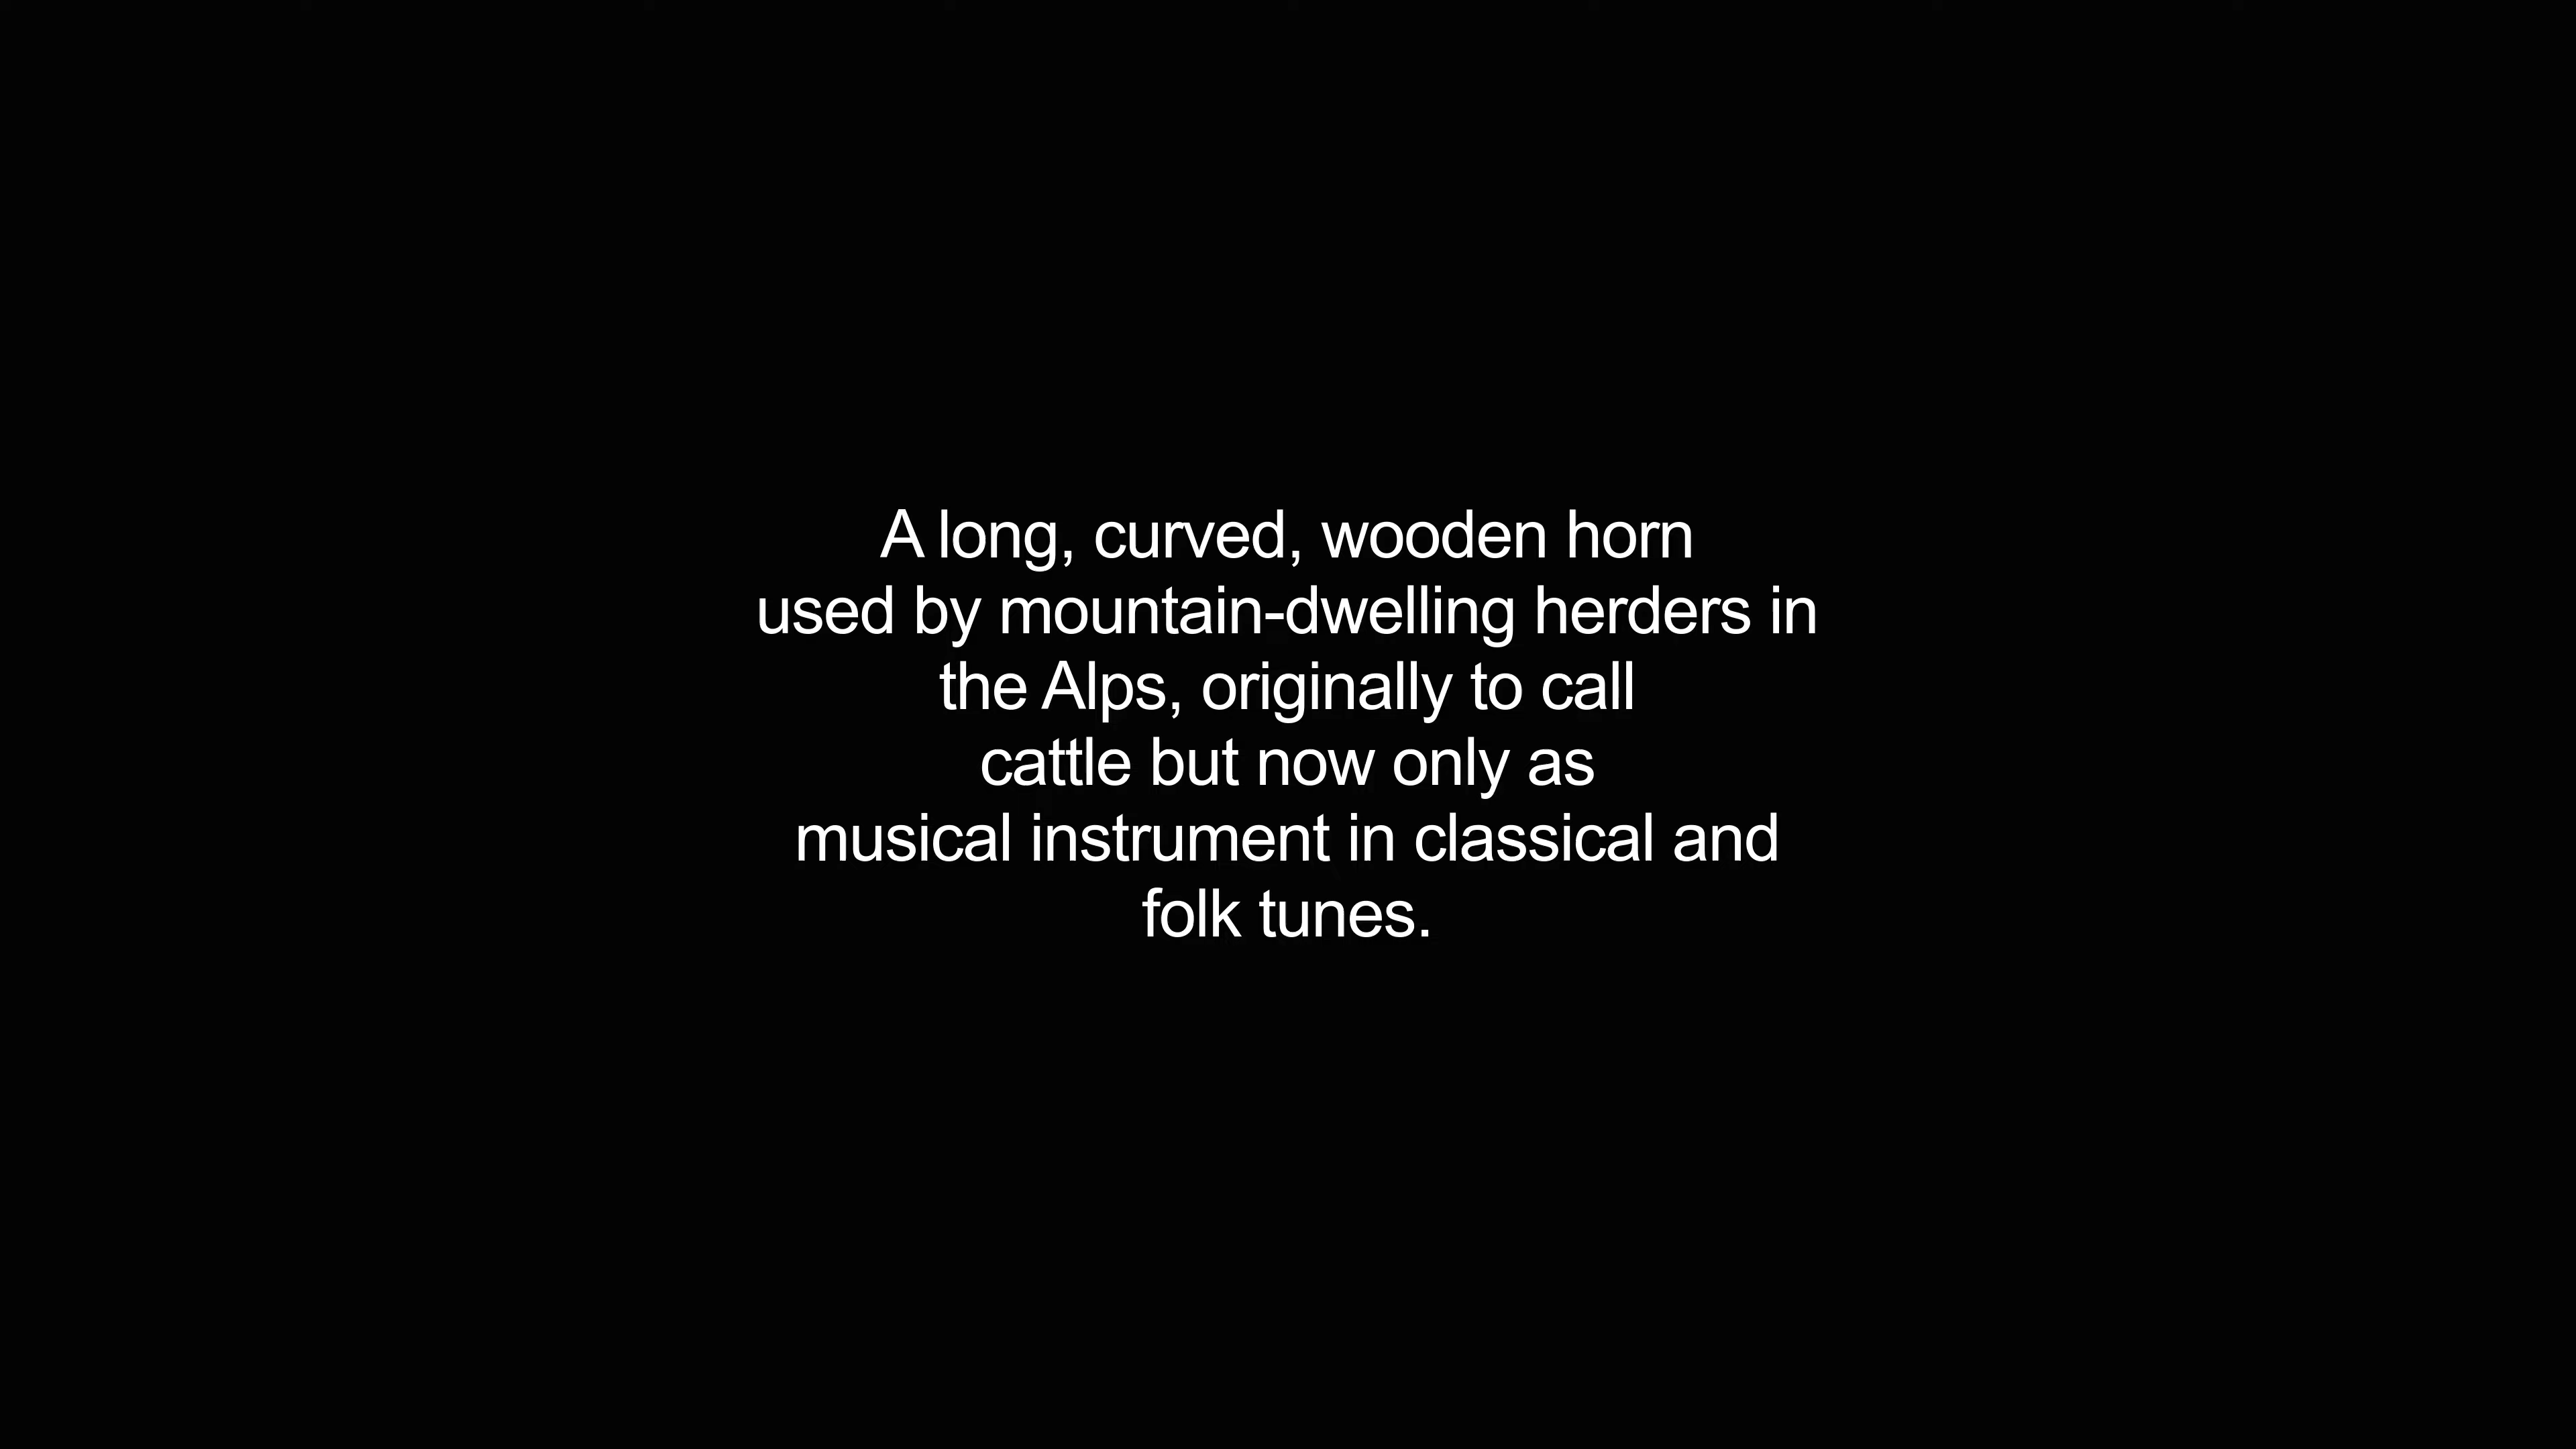 A long, curved, wooden horn
used by mountain-dwelling herders in
the Alps, originally to call
cattle but now only as
musical instrument in classical and
folk tunes.